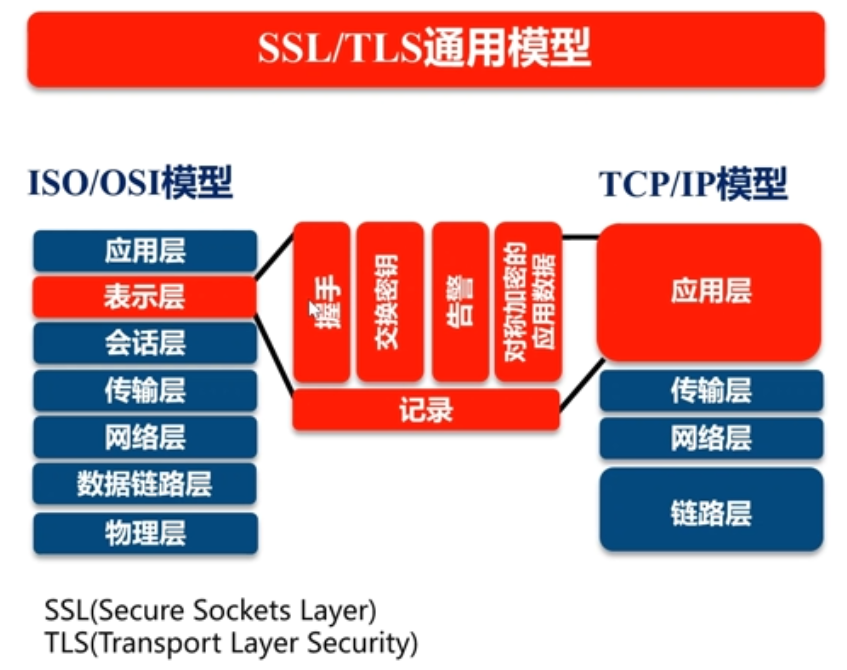 SSL/TLS通用模型
ISO/OSI模型
应用层
表示层
会话层
传输层
网络层
数据链路层
物理层
握手
交换密钥
告警
对称加密的
应用数据
记录
TCP/IP模型
应用层
传输层
网络层
链路层
SSL(Secure Sockets Layer)
TLS(Transport Layer Security)